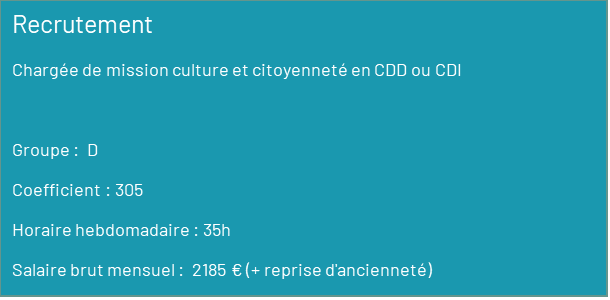 Recrutement
Chargée de mission culture et citoyenneté en CDD ou CDI
Groupe :  D
Coefficient : 305
Horaire hebdomadaire : 35h
Salaire brut mensuel :  2185 € (+ reprise d'ancienneté)